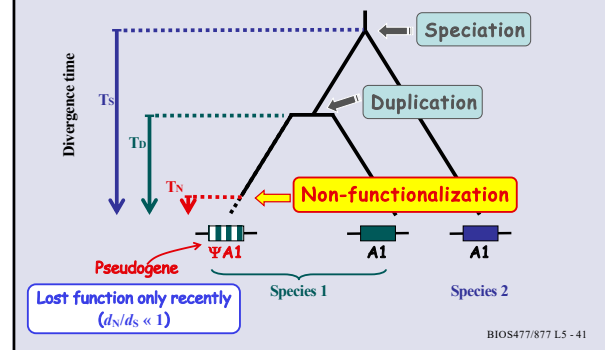 Speciation
Divergence time
Ts
Duplication
TD
TN
Non-functionalization
ΨA1
A1
A1
Pseudogene
Species 1
Species 2
Lost function only recently
(dN/dS « 1)
BIOS477/877 L5 - 41